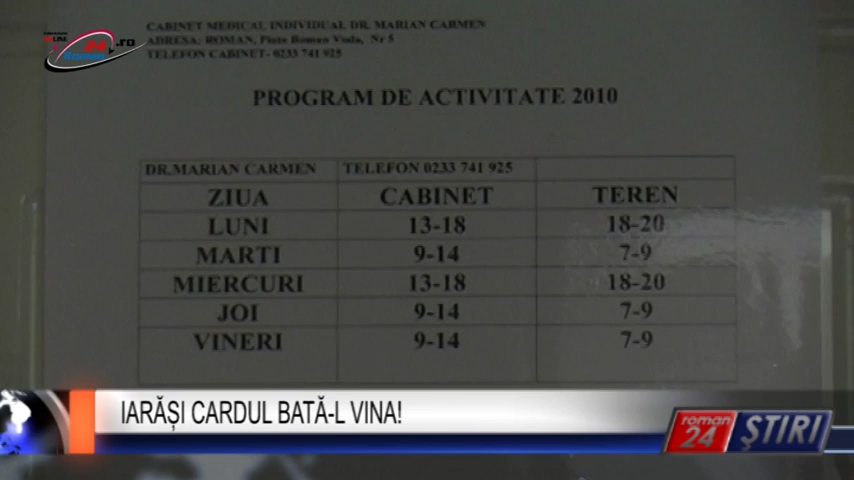 CABINET MEDICAL INDIVIDUAL DR. MARIAN CARMEN
ADRESA: ROMAN, Piata Roman Voda, Nr 5
TELEFON CABINET- 0233 741 925
24.ro
Roman
PROGRAM DE ACTIVITATE 2010
DR.MARIAN CARMEN TELEFON 0233 741 925
ZIUA CABINET TEREN
LUNI 13-18 18-20
MARTI 9-14 7-9
MIERCURI 13-18 18-20
JOI 9-14 7-9
VINERI 9-14 7-9
IARĂȘI CARDUL BATĂ-L VINA!
roman
24
ȘTIRI